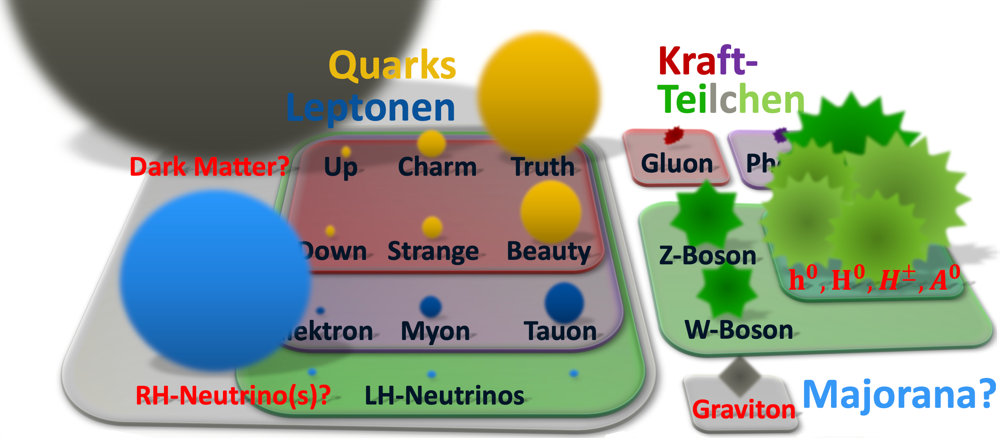 Quarks
Leptonen
Kraft-
Teilchen
Dark Matter?
Up
Charm
Truth
Gluon
Down
Strange
Beauty
Z-Boson
h⁰, H⁰, H±, A⁰
Myon
Tauon
W-Boson
RH-Neutrino(s)?
LH-Neutrinos
Graviton
Majorana?